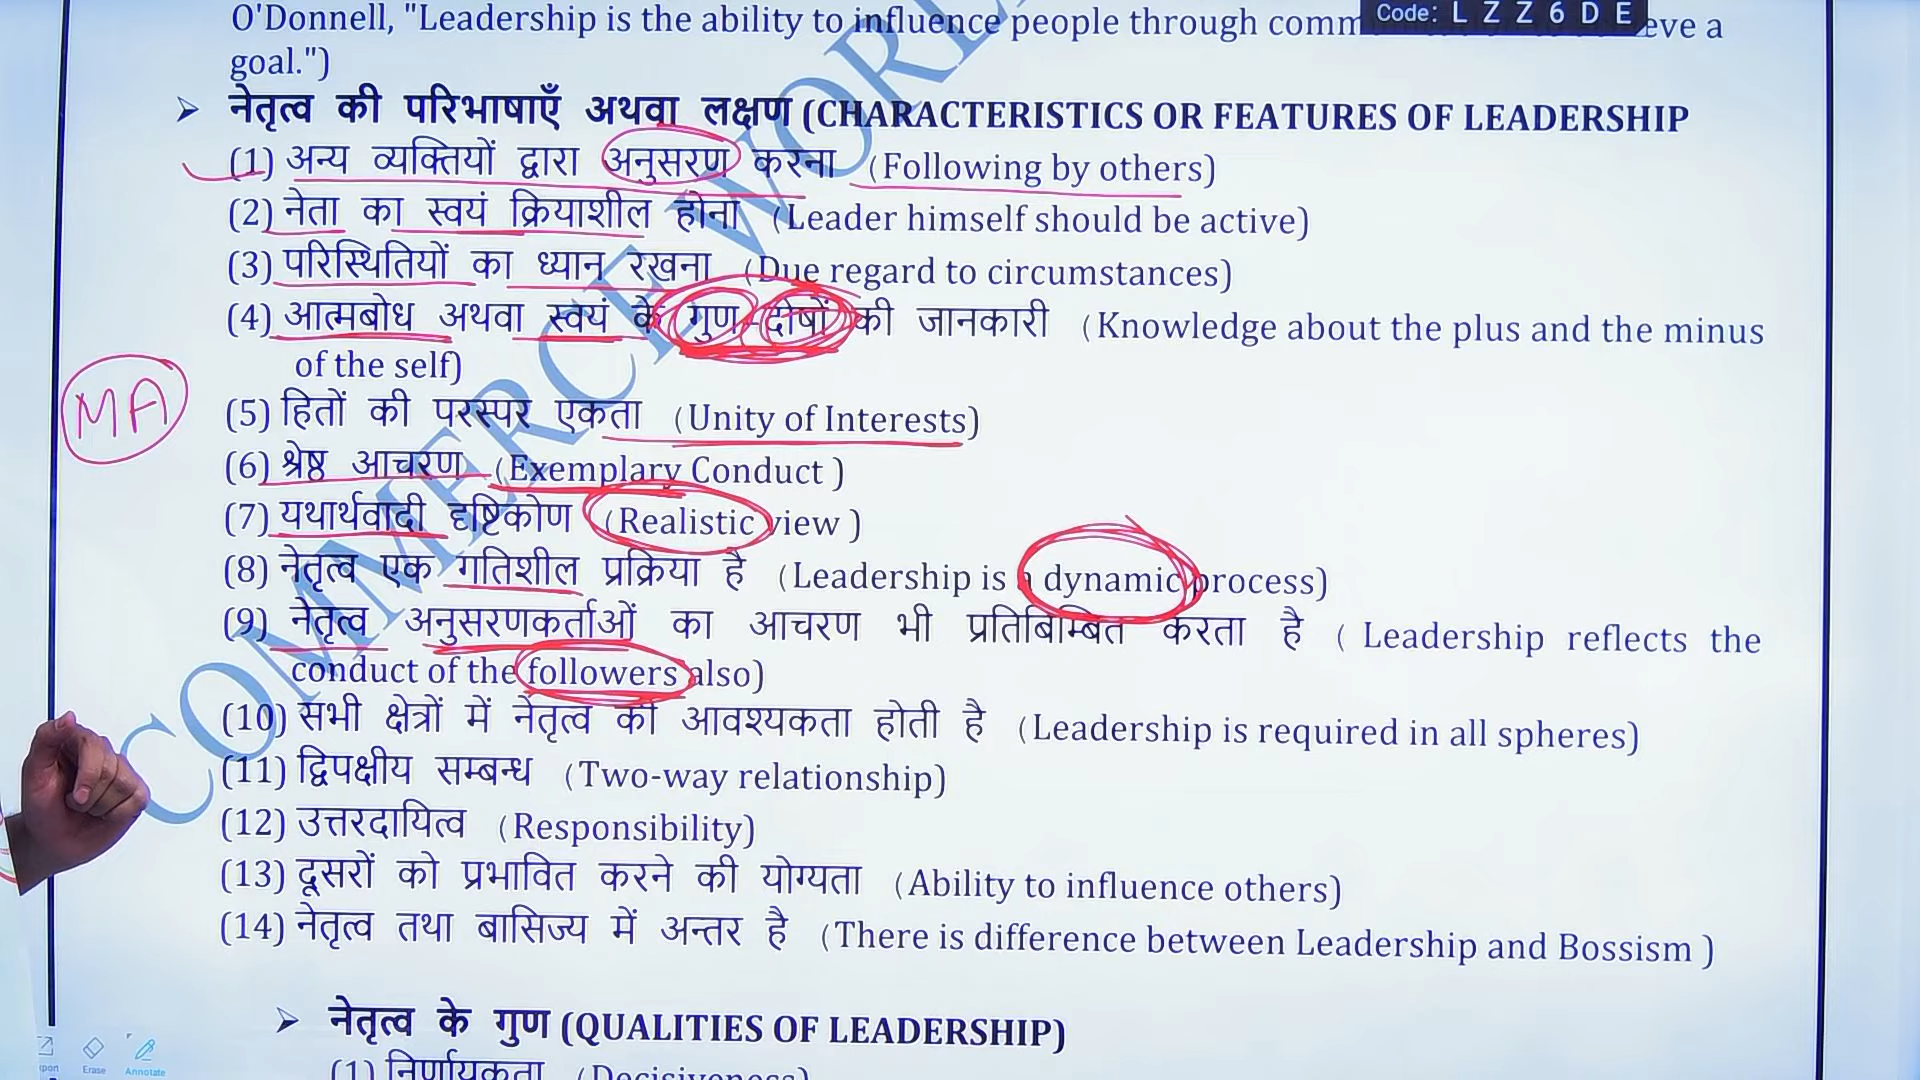 O'Donnell, "Leadership is the ability to influence people through comm
eve a
Code: L Z Z 6 D E
goal.")
➢ नेतृत्व की परिभाषाएँ अथवा लक्षण (CHARACTERISTICS OR FEATURES OF LEADERSHIP
(1) अन्य व्यक्तियों द्वारा अनुसरण करना (Following by others)
(2) नेता का स्वयं क्रियाशील होना (Leader himself should be active)
(3) परिस्थितियों का ध्यान रखना (Due regard to circumstances)
(4) आत्मबोध अथवा स्वयं के गुण-दोषों की जानकारी (Knowledge about the plus and the minus
of the self)
MA
(5) हितों की परस्पर एकता (Unity of Interests)
(6) श्रेष्ठ आचरण (Exemplary Conduct )
(7) यथार्थवादी दृष्टिकोण (Realistic view )
(8) नेतृत्व एक गतिशील प्रक्रिया है (Leadership is a dynamic process)
(9) नेतृत्व अनुसरणकर्ताओं का आचरण भी प्रतिबिम्बित करता है ( Leadership reflects the
conduct of the followers also)
(10) सभी क्षेत्रों में नेतृत्व की आवश्यकता होती है (Leadership is required in all spheres)
(11) द्विपक्षीय सम्बन्ध (Two-way relationship)
(12) उत्तरदायित्व (Responsibility)
(13) दूसरों को प्रभावित करने की योग्यता (Ability to influence others)
(14) नेतृत्व तथा बासिज्य में अन्तर है (There is difference between Leadership and Bossism )
➢ नेतृत्व के गुण (QUALITIES OF LEADERSHIP)
(1) निर्णायकता (Decisiveness)
COMMERCE WORL
Erase
Annotate